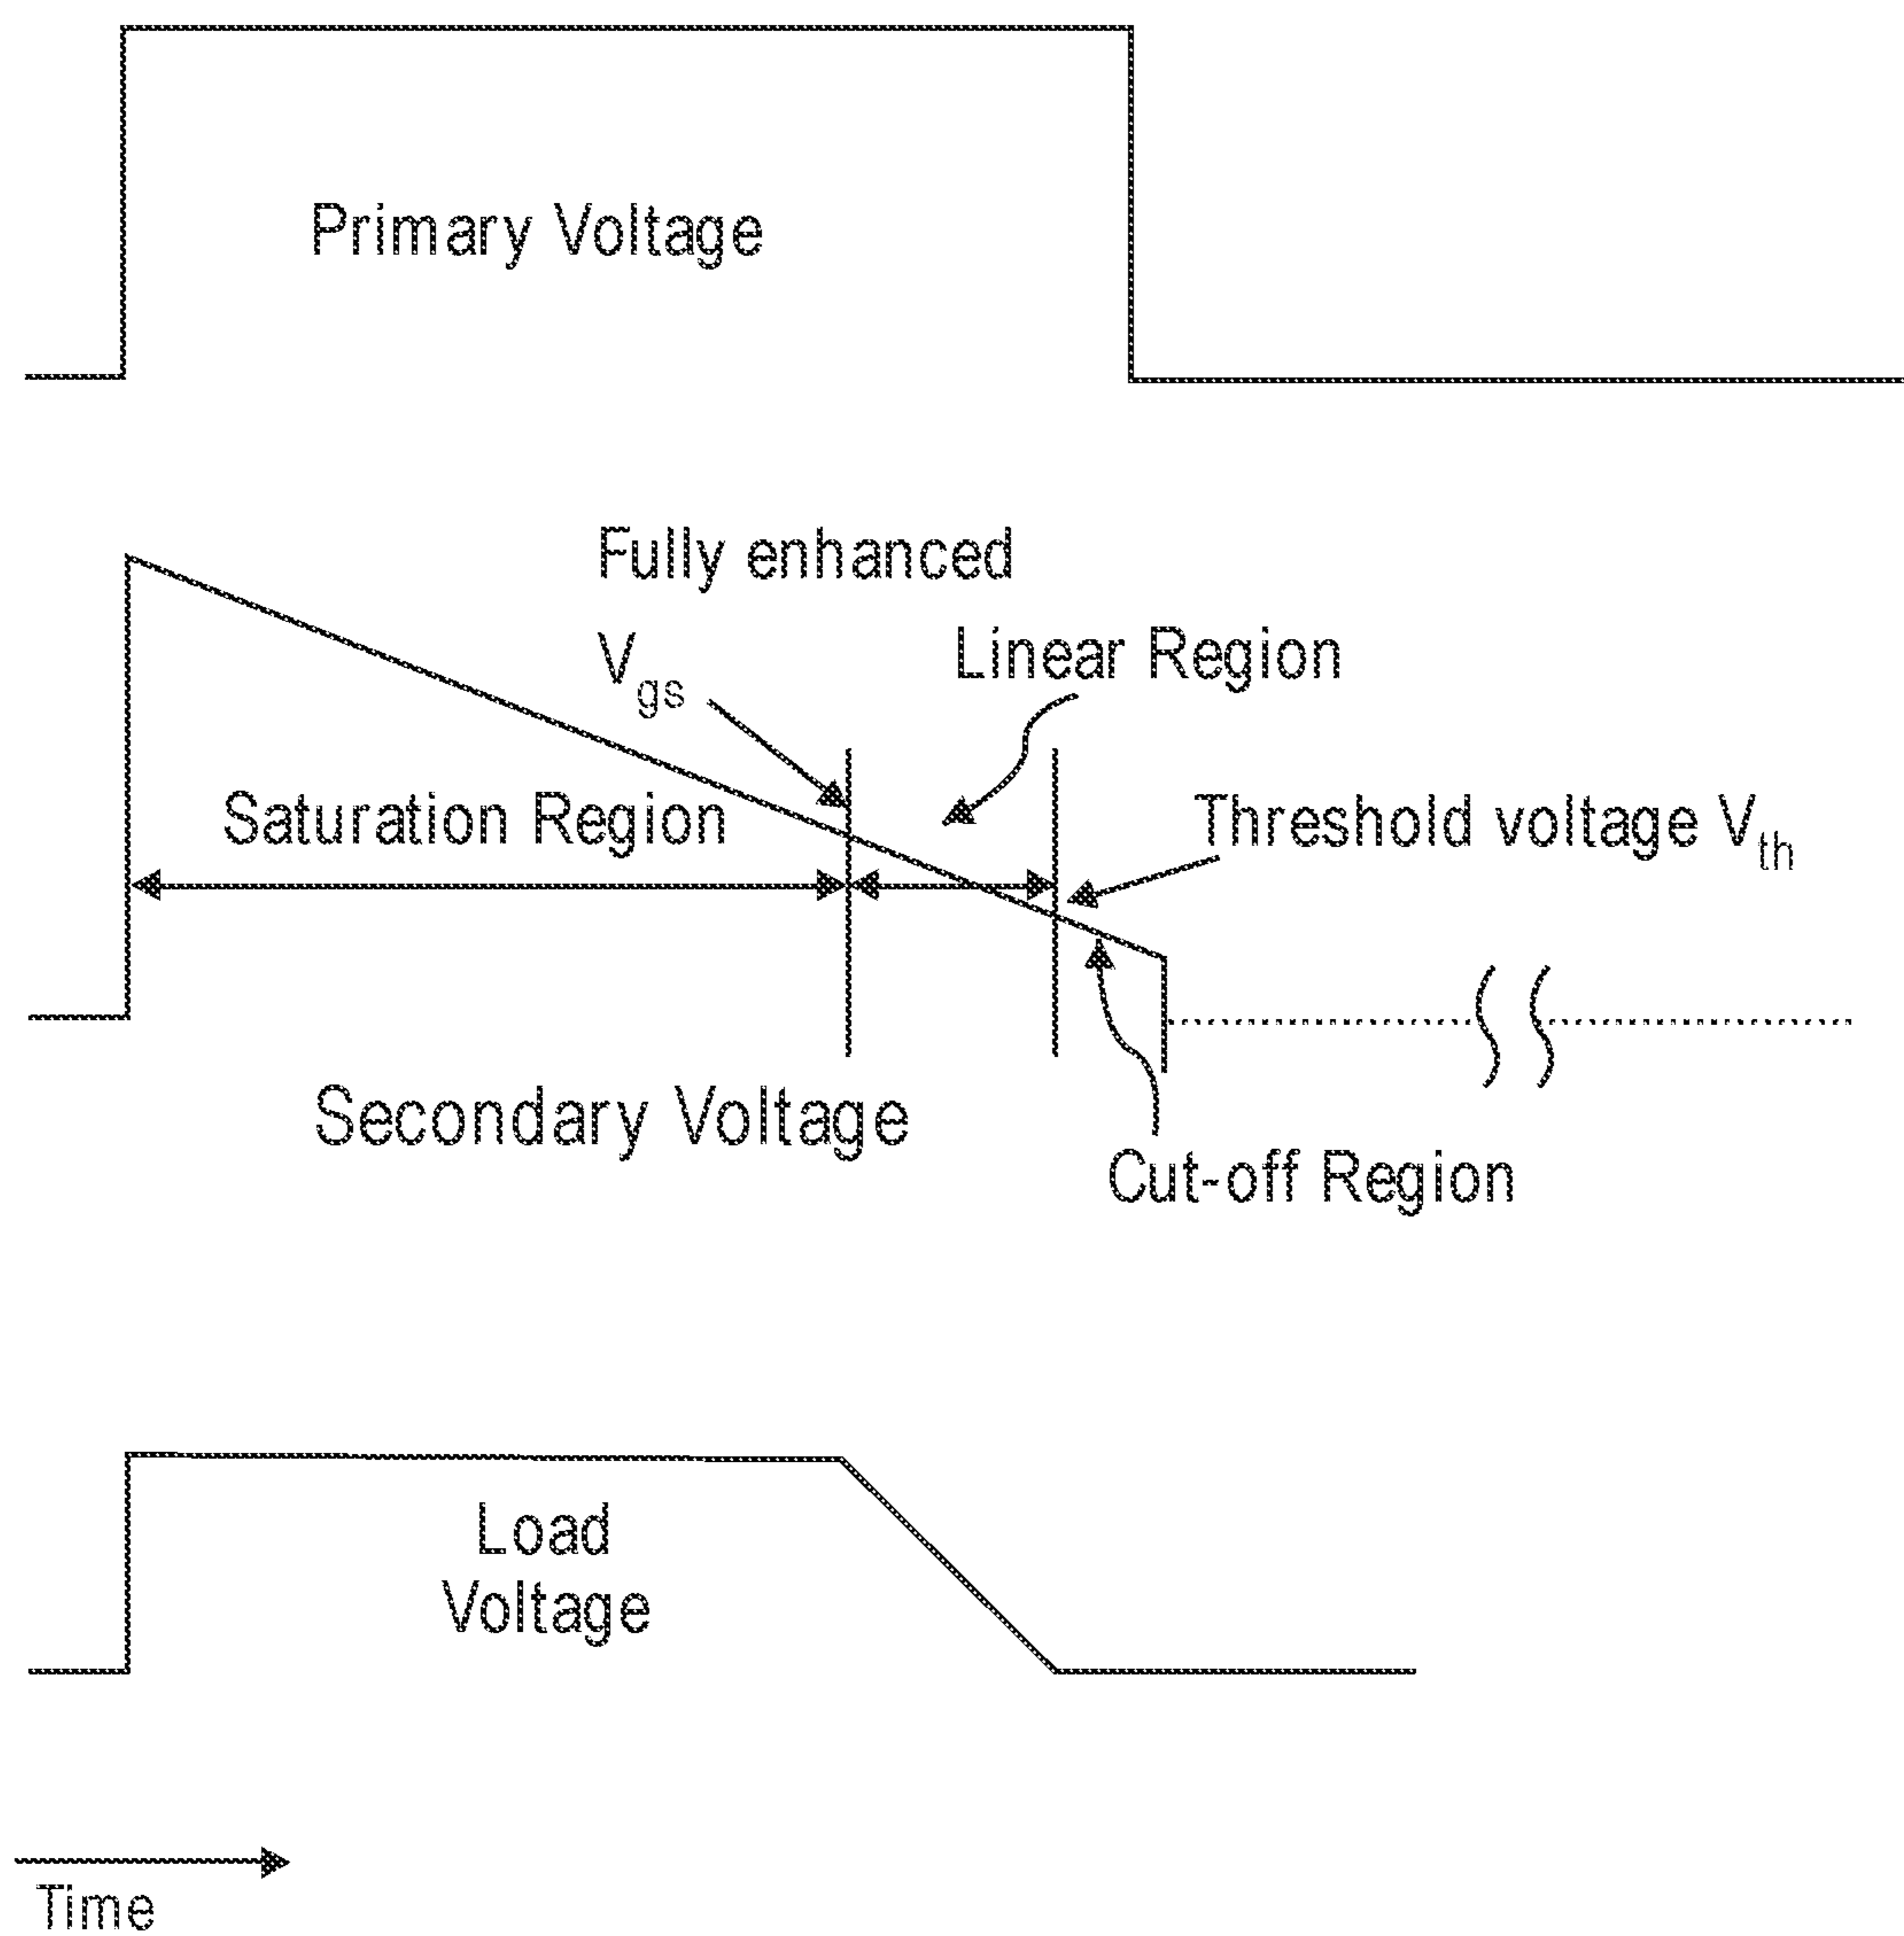 Primary Voltage
Fully enhanced
Vgs
Linear Region
Saturation Region
Threshold voltage Vth
Secondary Voltage
Cut-off Region
Load
Voltage
Time